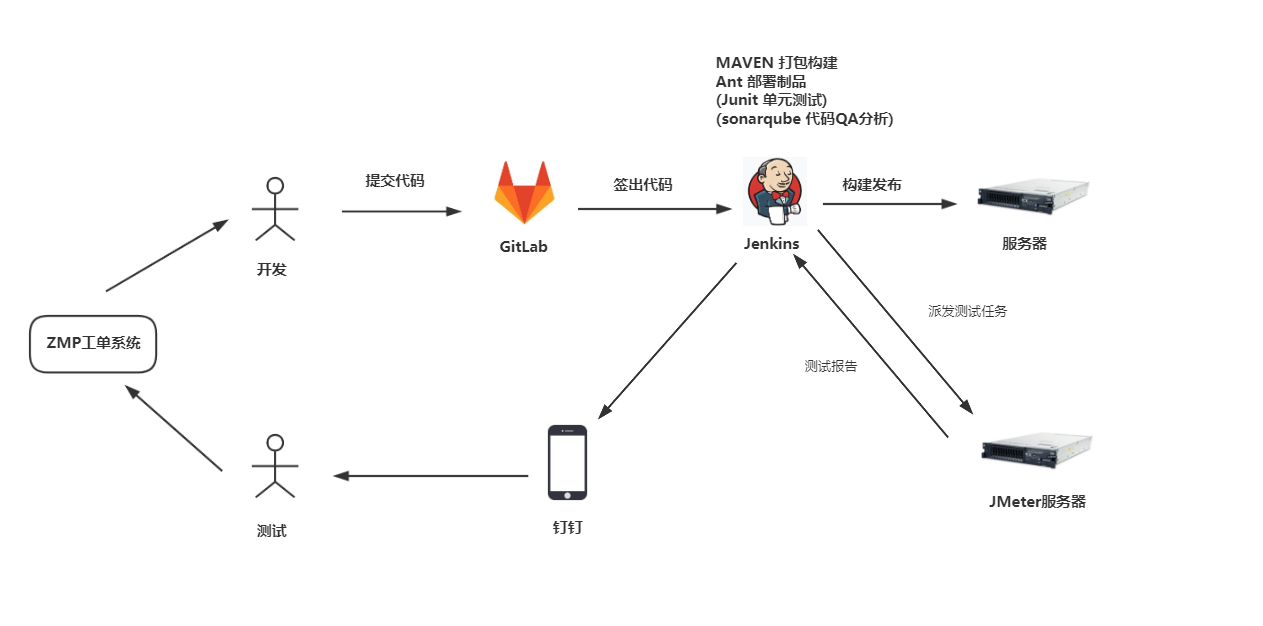 MAVEN 打包构建
Ant 部署制品
(Junit 单元测试)
(sonarqube 代码QA分析)
提交代码
签出代码
构建发布
GitLab
Jenkins
服务器
开发
派发测试任务
ZMP工单系统
测试报告
JMeter服务器
测试
钉钉